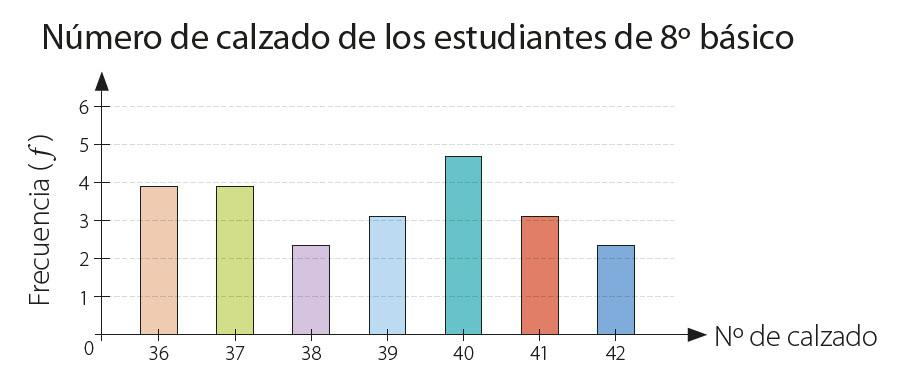 Número de calzado de los estudiantes de 8º básico
Frecuencia (f)
6
5
4
3
2
1
0
36 37 38 39 40 41 42
Nº de calzado